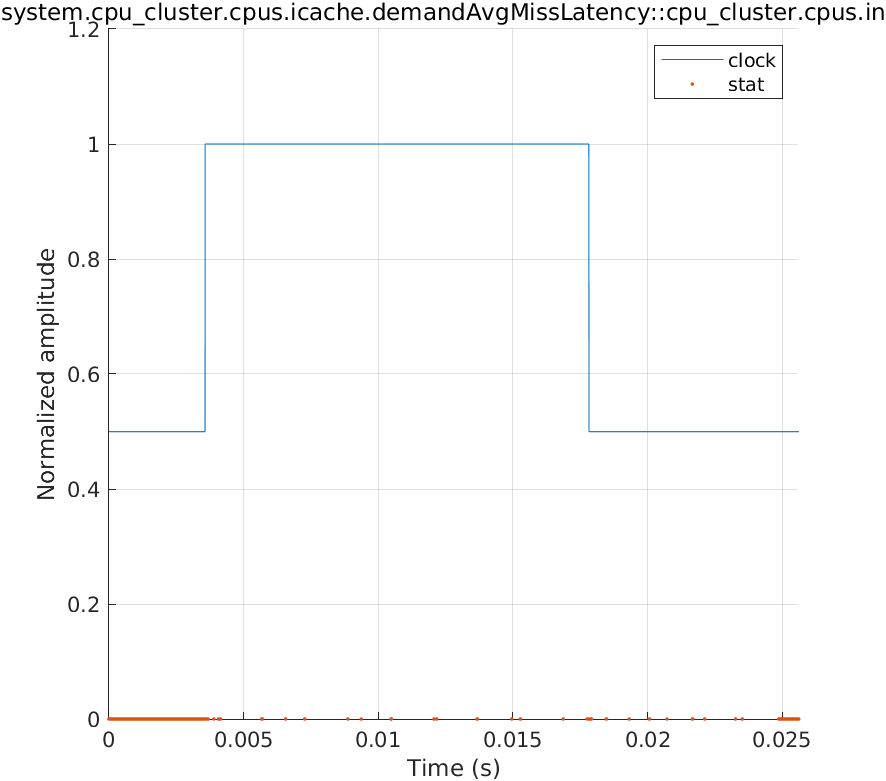 system.cpu_cluster.cpus.icache.demandAvgMissLatency::cpu_cluster.cpus.in
1.2
clock
stat
1
0.8
Normalized amplitude
0.6
0.4
0.2
0
0 0.005 0.01 0.015 0.02 0.025
Time (s)